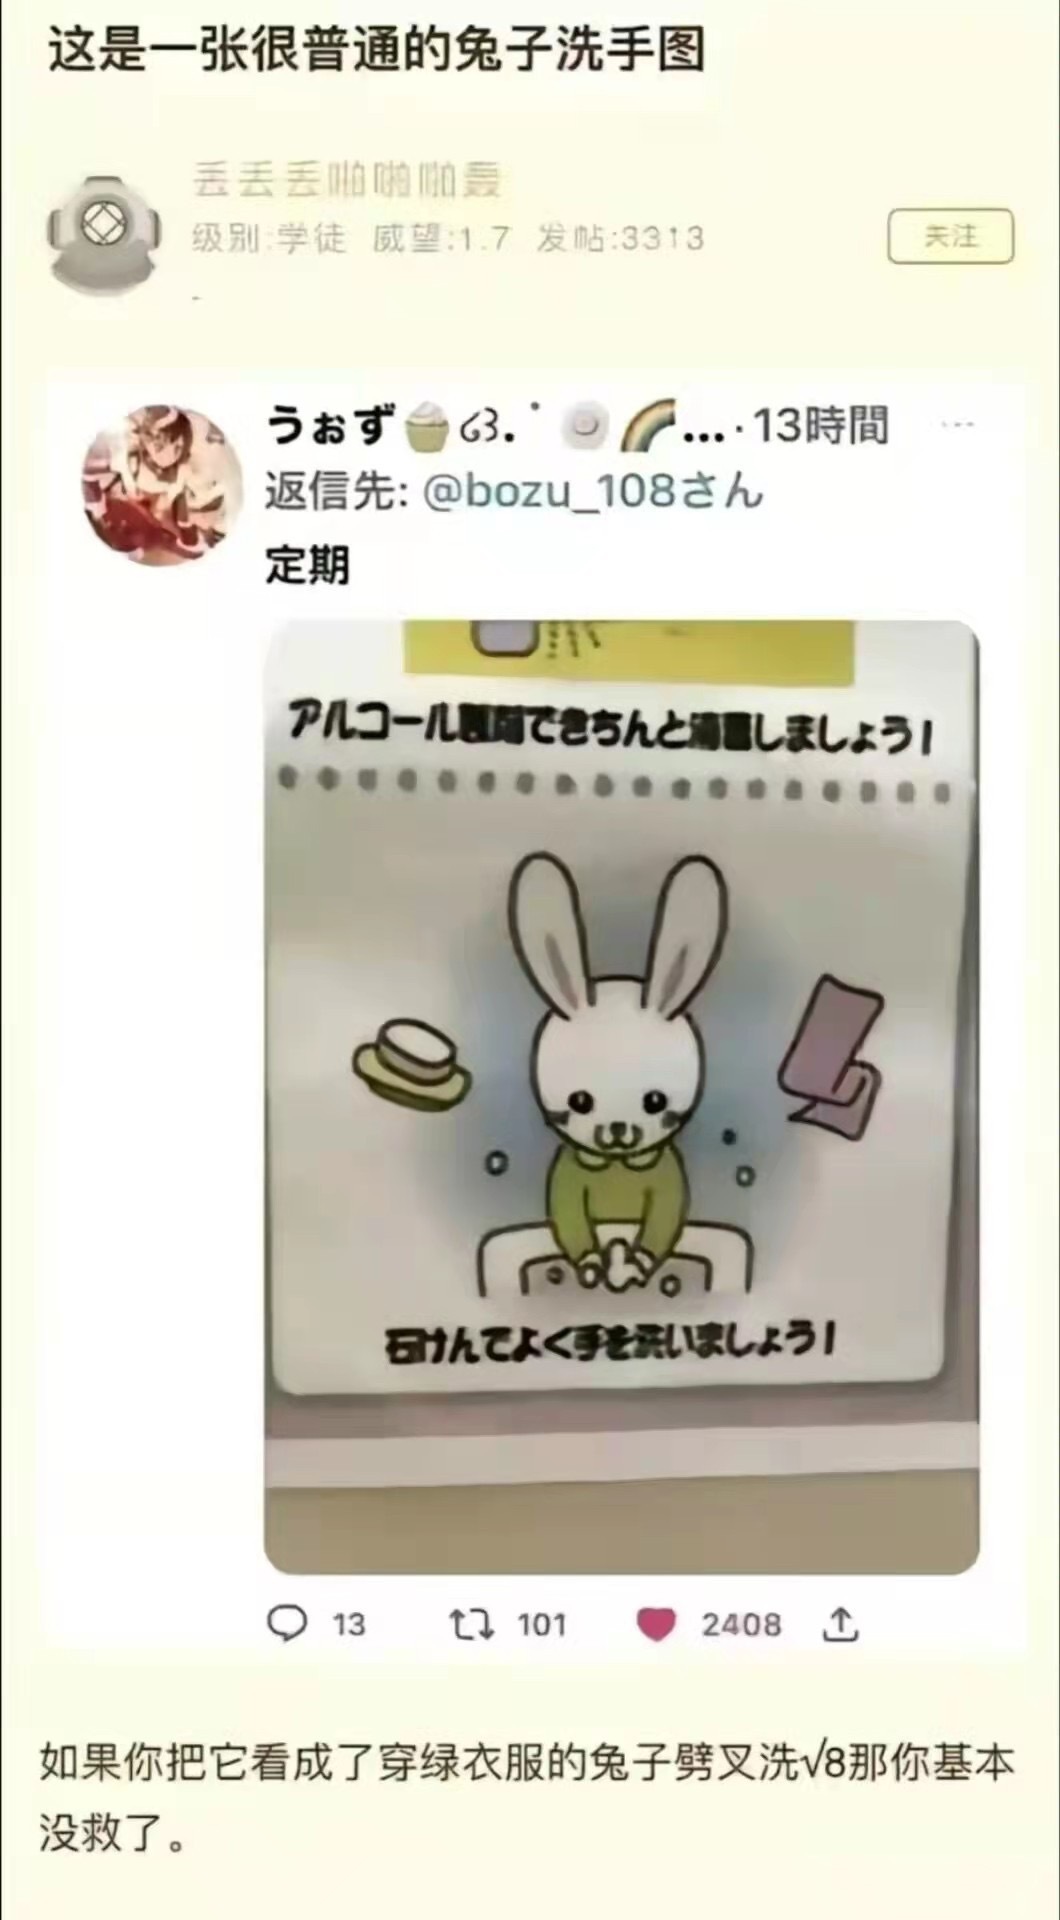 这是一张很普通的兔子洗手图
丢丢丢啪啪啪轰
级别:学徒 威望:1.7 发帖:3313
关注
うぉず🧁౮౩.˚ 🍥🌈…·13時間
返信先: @bozu_108さん
定期
アルコール できちんと しましょう!
石けんでよく手を洗いましょう!
13 101 2408
如果你把它看成了穿绿衣服的兔子劈叉洗√8那你基本
没救了。